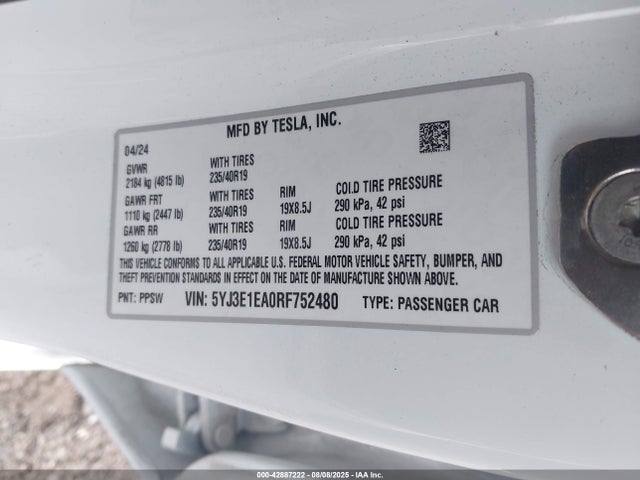 MFD BY TESLA, INC.
04/24
GVWR WITH TIRES
2184 kg (4815 lb) 235/40R19
GAWR FRT WITH TIRES RIM COLD TIRE PRESSURE
1110 kg (2447 lb) 235/40R19 19X8.5J 290 kPa, 42 psi
GAWR RR WITH TIRES RIM COLD TIRE PRESSURE
1260 kg (2778 lb) 235/40R19 19X8.5J 290 kPa, 42 psi
THIS VEHICLE CONFORMS TO ALL APPLICABLE U.S. FEDERAL MOTOR VEHICLE SAFETY, BUMPER, AND
THEFT PREVENTION STANDARDS IN EFFECT ON THE DATE OF MANUFACTURE SHOWN ABOVE.
PNT: PPSW VIN: 5YJ3E1EA0RF752480 TYPE: PASSENGER CAR
000-42887222 - 08/08/2025 - IAA Inc.